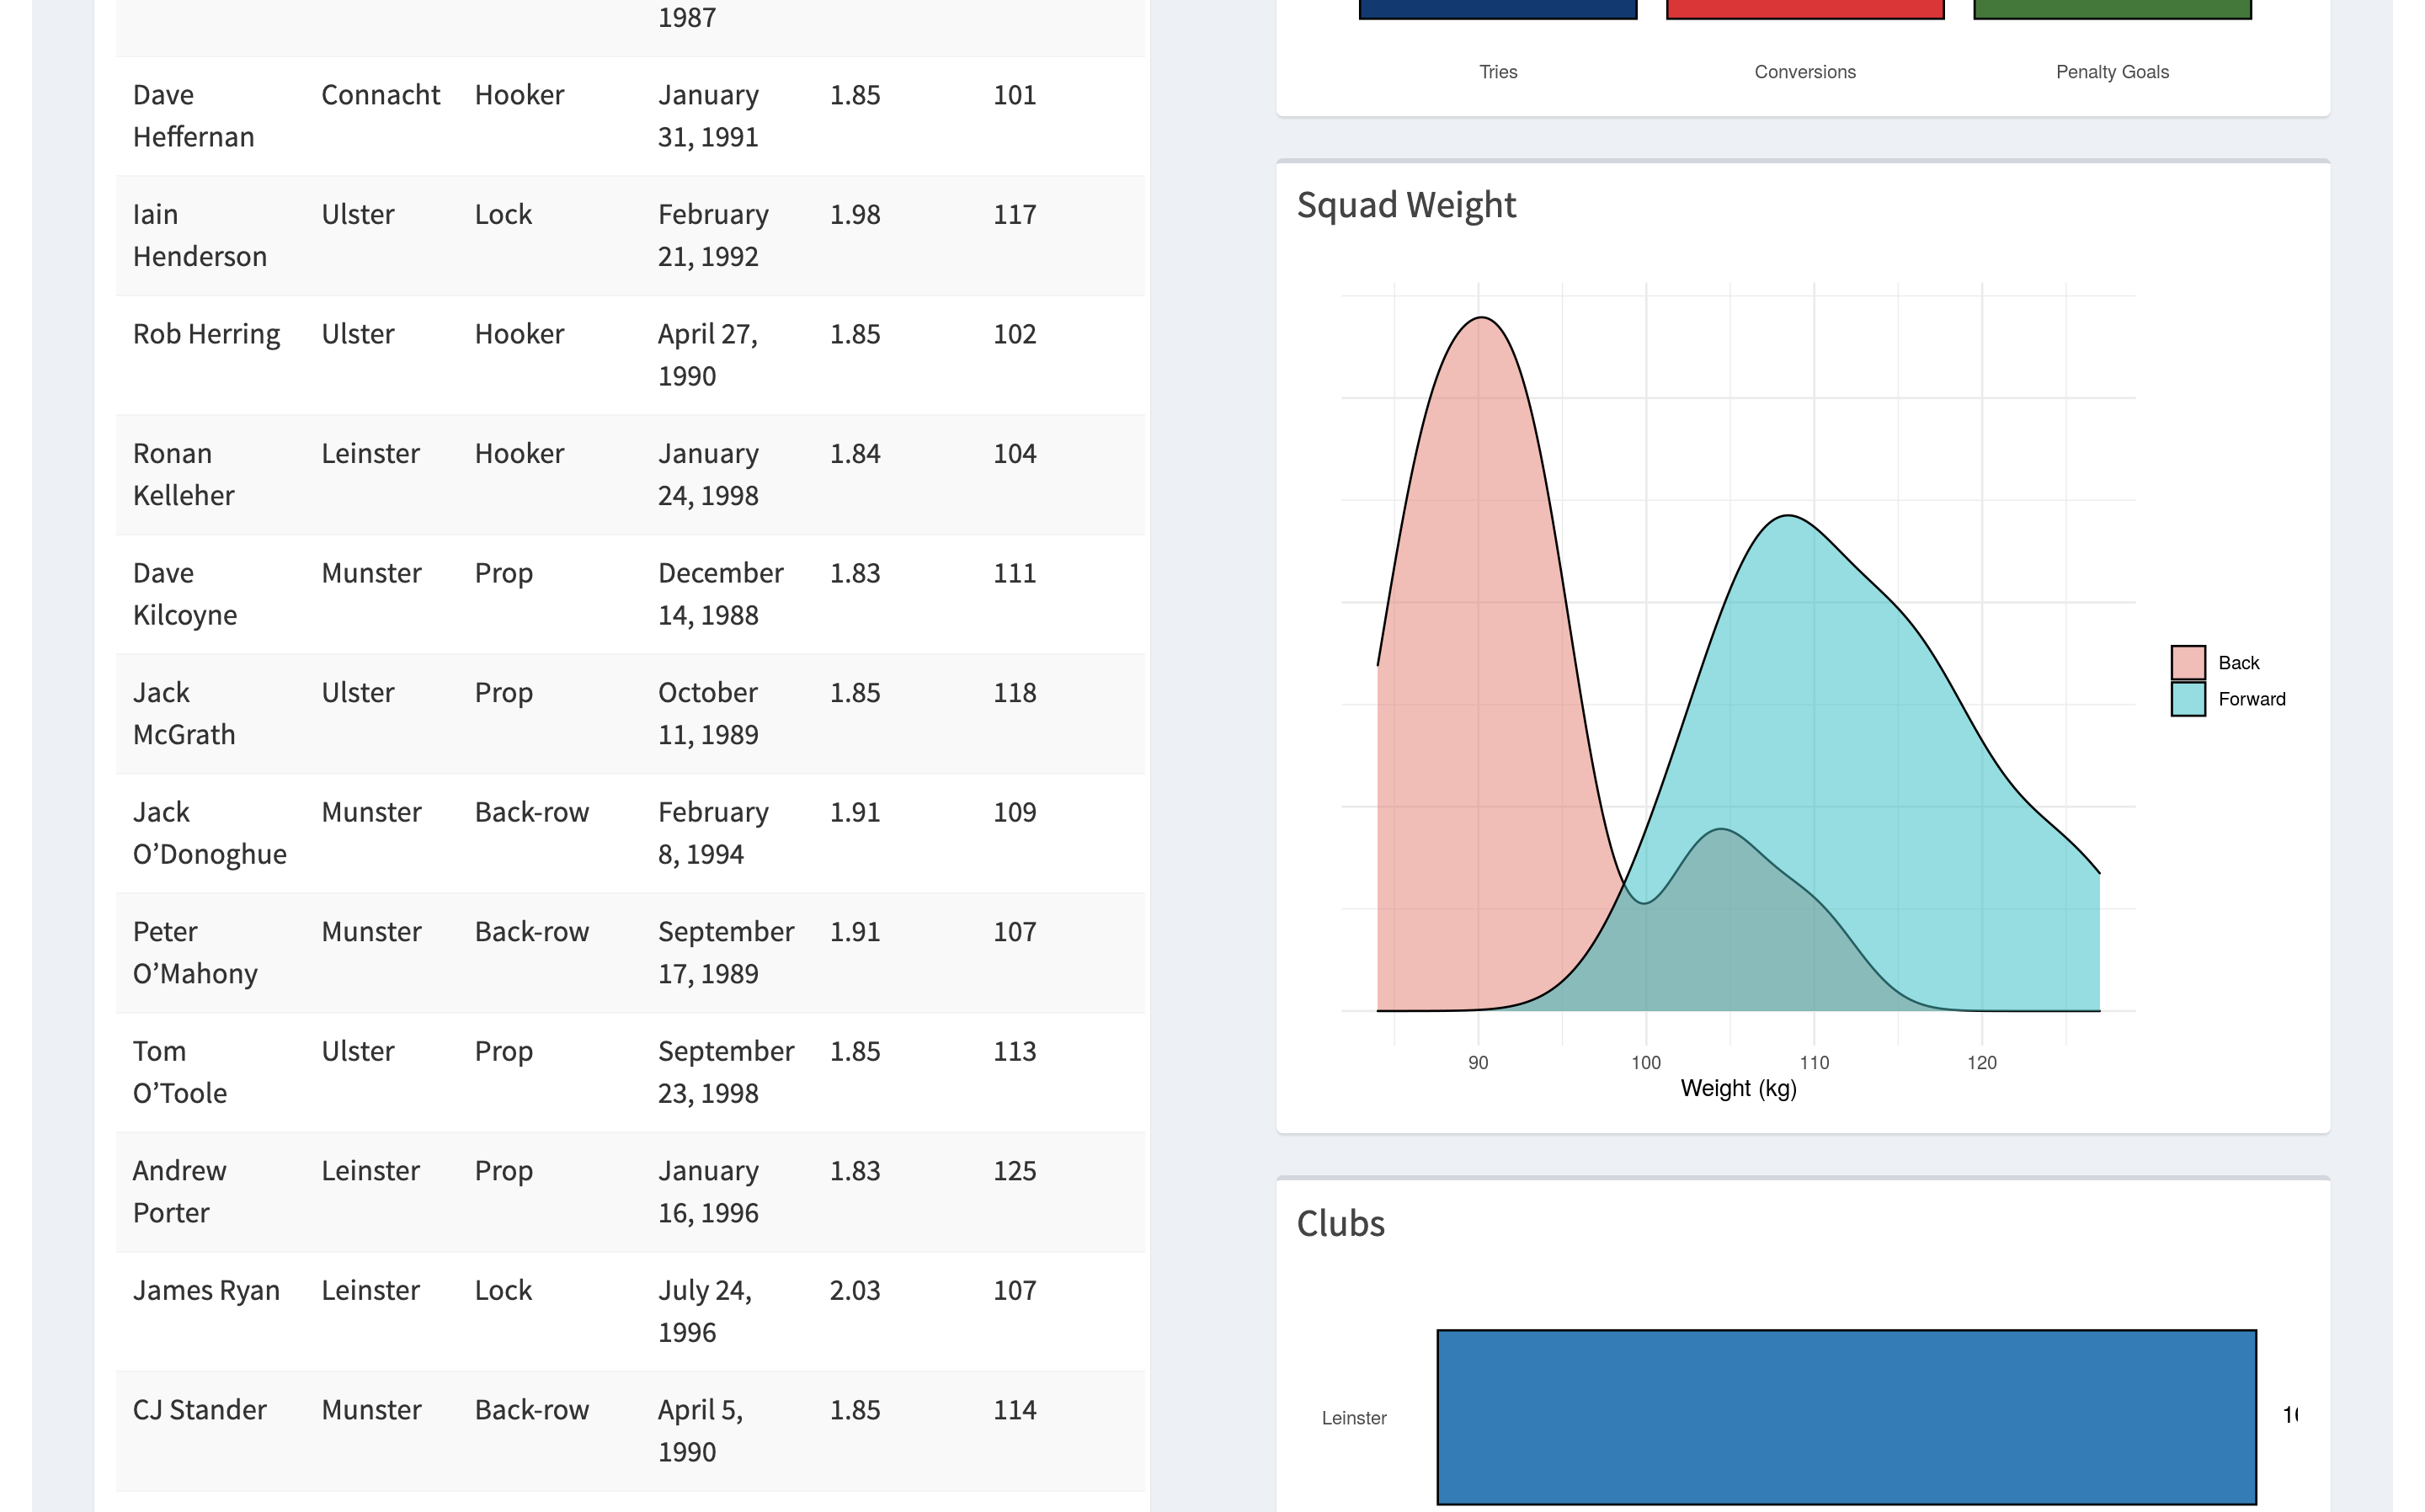 1987
Dave Connacht Hooker January 1.85 101
Heffernan 31, 1991
Iain Ulster Lock February 1.98 117
Henderson 21, 1992
Rob Herring Ulster Hooker April 27, 1.85 102
1990
Ronan Leinster Hooker January 1.84 104
Kelleher 24, 1998
Dave Munster Prop December 1.83 111
Kilcoyne 14, 1988
Jack Ulster Prop October 1.85 118
McGrath 11, 1989
Jack Munster Back-row February 1.91 109
O’Donoghue 8, 1994
Peter Munster Back-row September 1.91 107
O’Mahony 17, 1989
Tom Ulster Prop September 1.85 113
O’Toole 23, 1998
Andrew Leinster Prop January 1.83 125
Porter 16, 1996
James Ryan Leinster Lock July 24, 2.03 107
1996
CJ Stander Munster Back-row April 5, 1.85 114
1990
Tries Conversions Penalty Goals
Squad Weight
Back
Forward
90 100 110 120
Weight (kg)
Clubs
Leinster